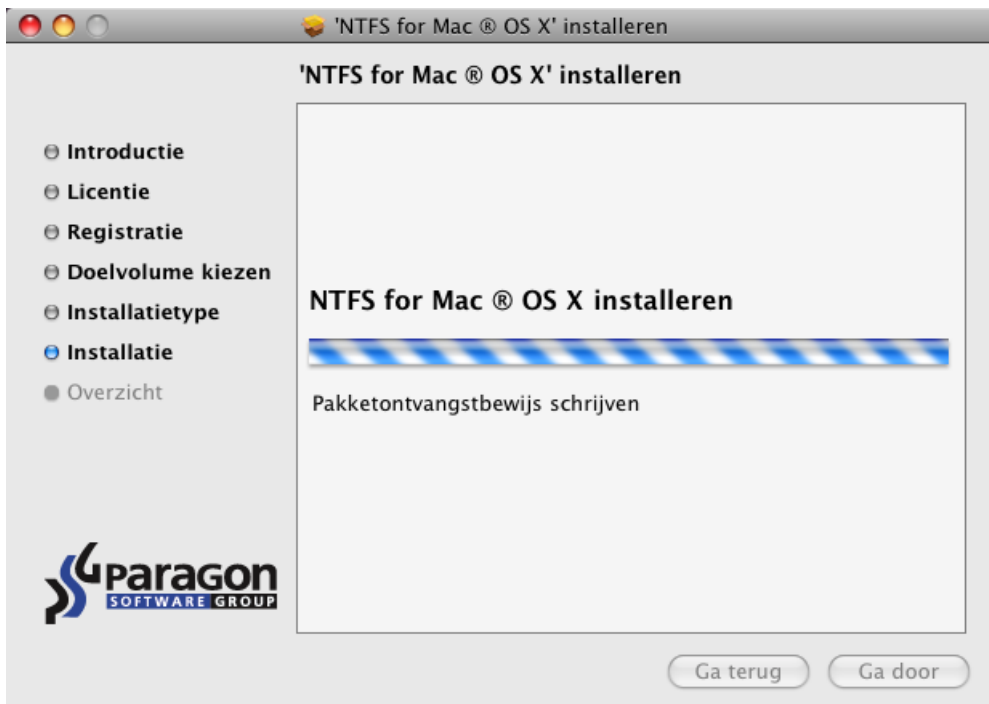 'NTFS for Mac ® OS X' installeren
'NTFS for Mac ® OS X' installeren
Introductie
Licentie
Registratie
Doelvolume kiezen
Installatietype
Installatie
Overzicht
NTFS for Mac ® OS X installeren
Pakketontvangstbewijs schrijven
Paragon
SOFTWARE GROUP
Ga terug
Ga door